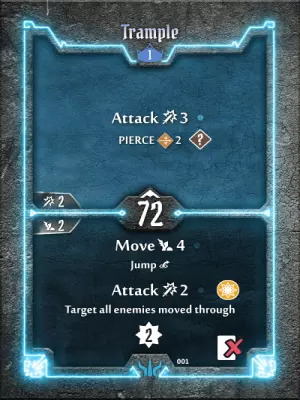 Trample
1
Attack 3
PIERCE 2 ?
2
72
2
Move 4
Jump
Attack 2
Target all enemies moved through
2
001